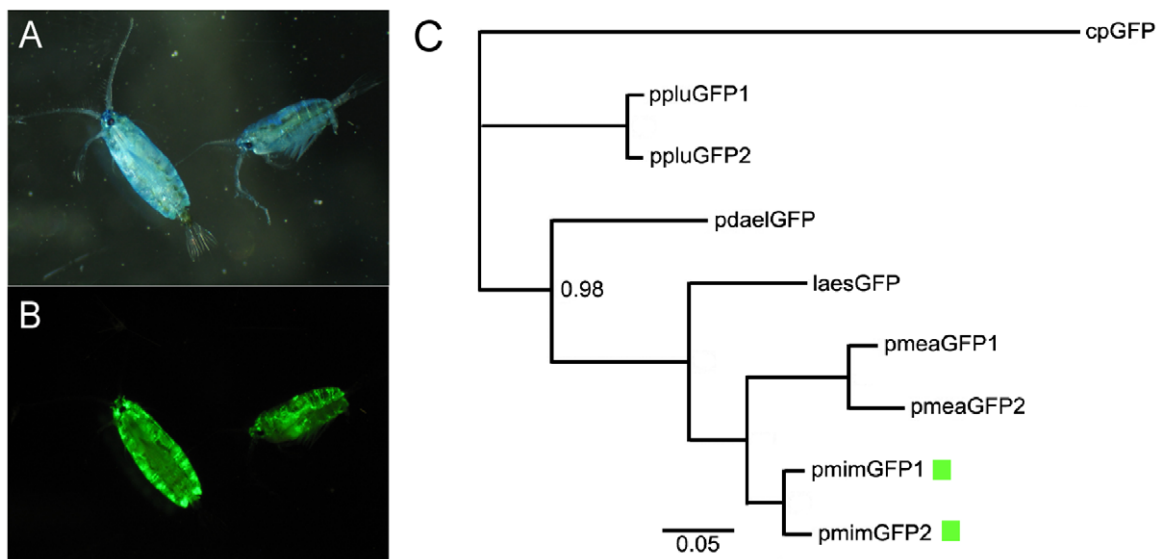 A
B
C
cpGFP
ppluGFP1
ppluGFP2
pdaelGFP
0.98
laesGFP
pmeaGFP1
pmeaGFP2
pmimGFP1
pmimGFP2
0.05